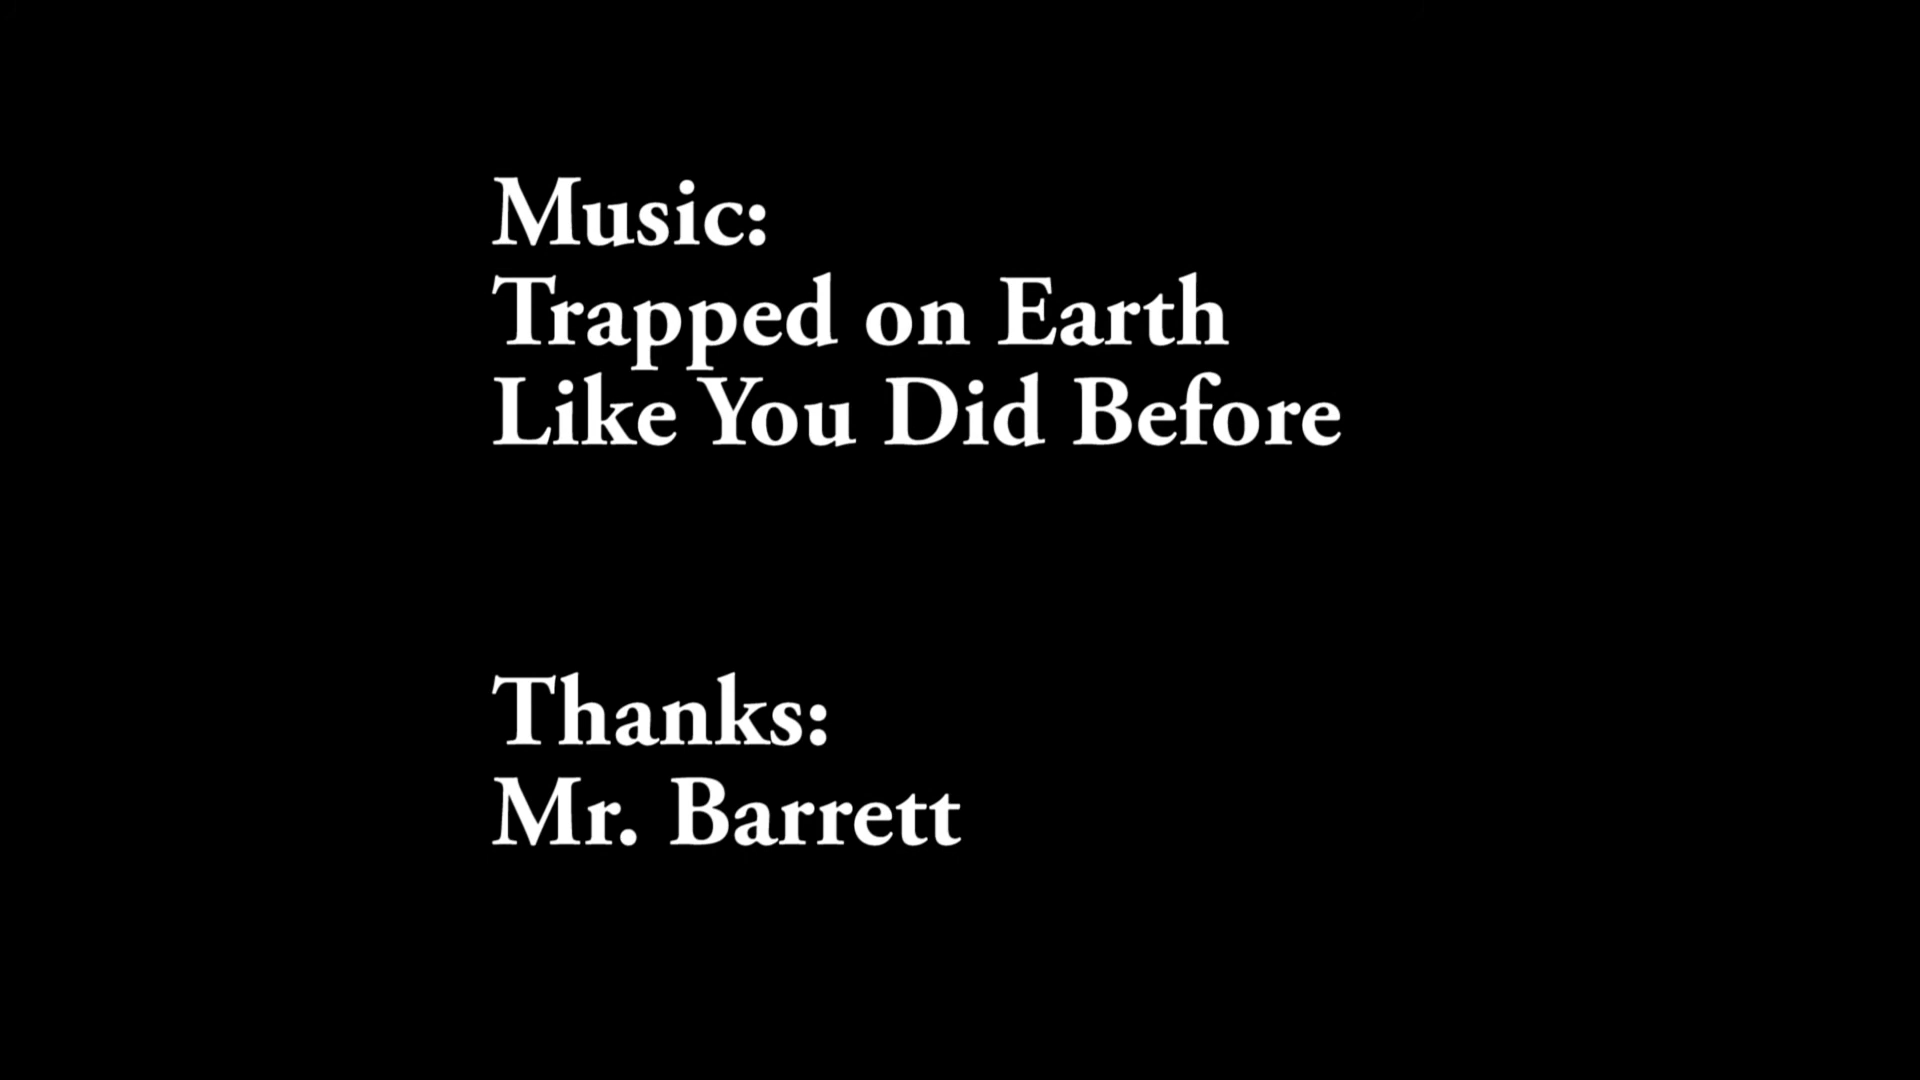 Music:
Trapped on Earth
Like You Did Before
Thanks:
Mr. Barrett